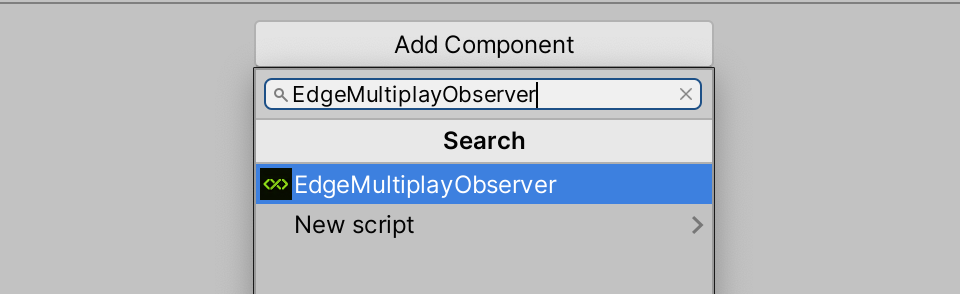 Add Component
EdgeMultiplayObserver
Search
EdgeMultiplayObserver
New script